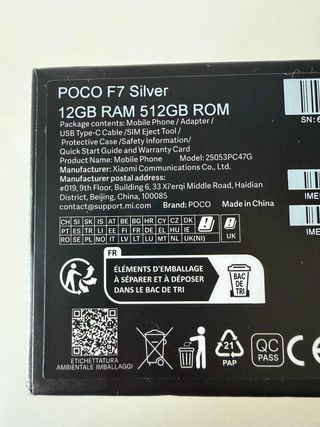 POCO F7 Silver
12GB RAM 512GB ROM
Package contents: Mobile Phone / Adapter /
USB Type-C Cable /SIM Eject Tool /
Protective Case /Safety Information/
Quick Start Guide and Warranty Card
Product Name: Mobile Phone    Model: 25053PC47G
Manufacturer: Xiaomi Communications Co., Ltd.
Manufacturer postal address:
#019, 9th Floor, Building 6, 33 Xi'erqi Middle Road, Haidian
District, Beijing, China, 100085
contact@support.mi.com    Brand: POCO    Made in China
SN:6
CH SI SK IS AT BE BG HR CY CZ DK
PT ES TR LI EE FI FR DE EL HU IE
RO SE PL NO IT LV LT LU MT NL UK(NI)
UK
IME
IME
FR
ÉLÉMENTS D'EMBALLAGE
À SÉPARER ET À DÉPOSER
DANS LE BAC DE TRI
BAC
DE
TRI
ETICHETTATURA
AMBIENTALE IMBALLAGGI
21
PAP
QC
PASS
CE